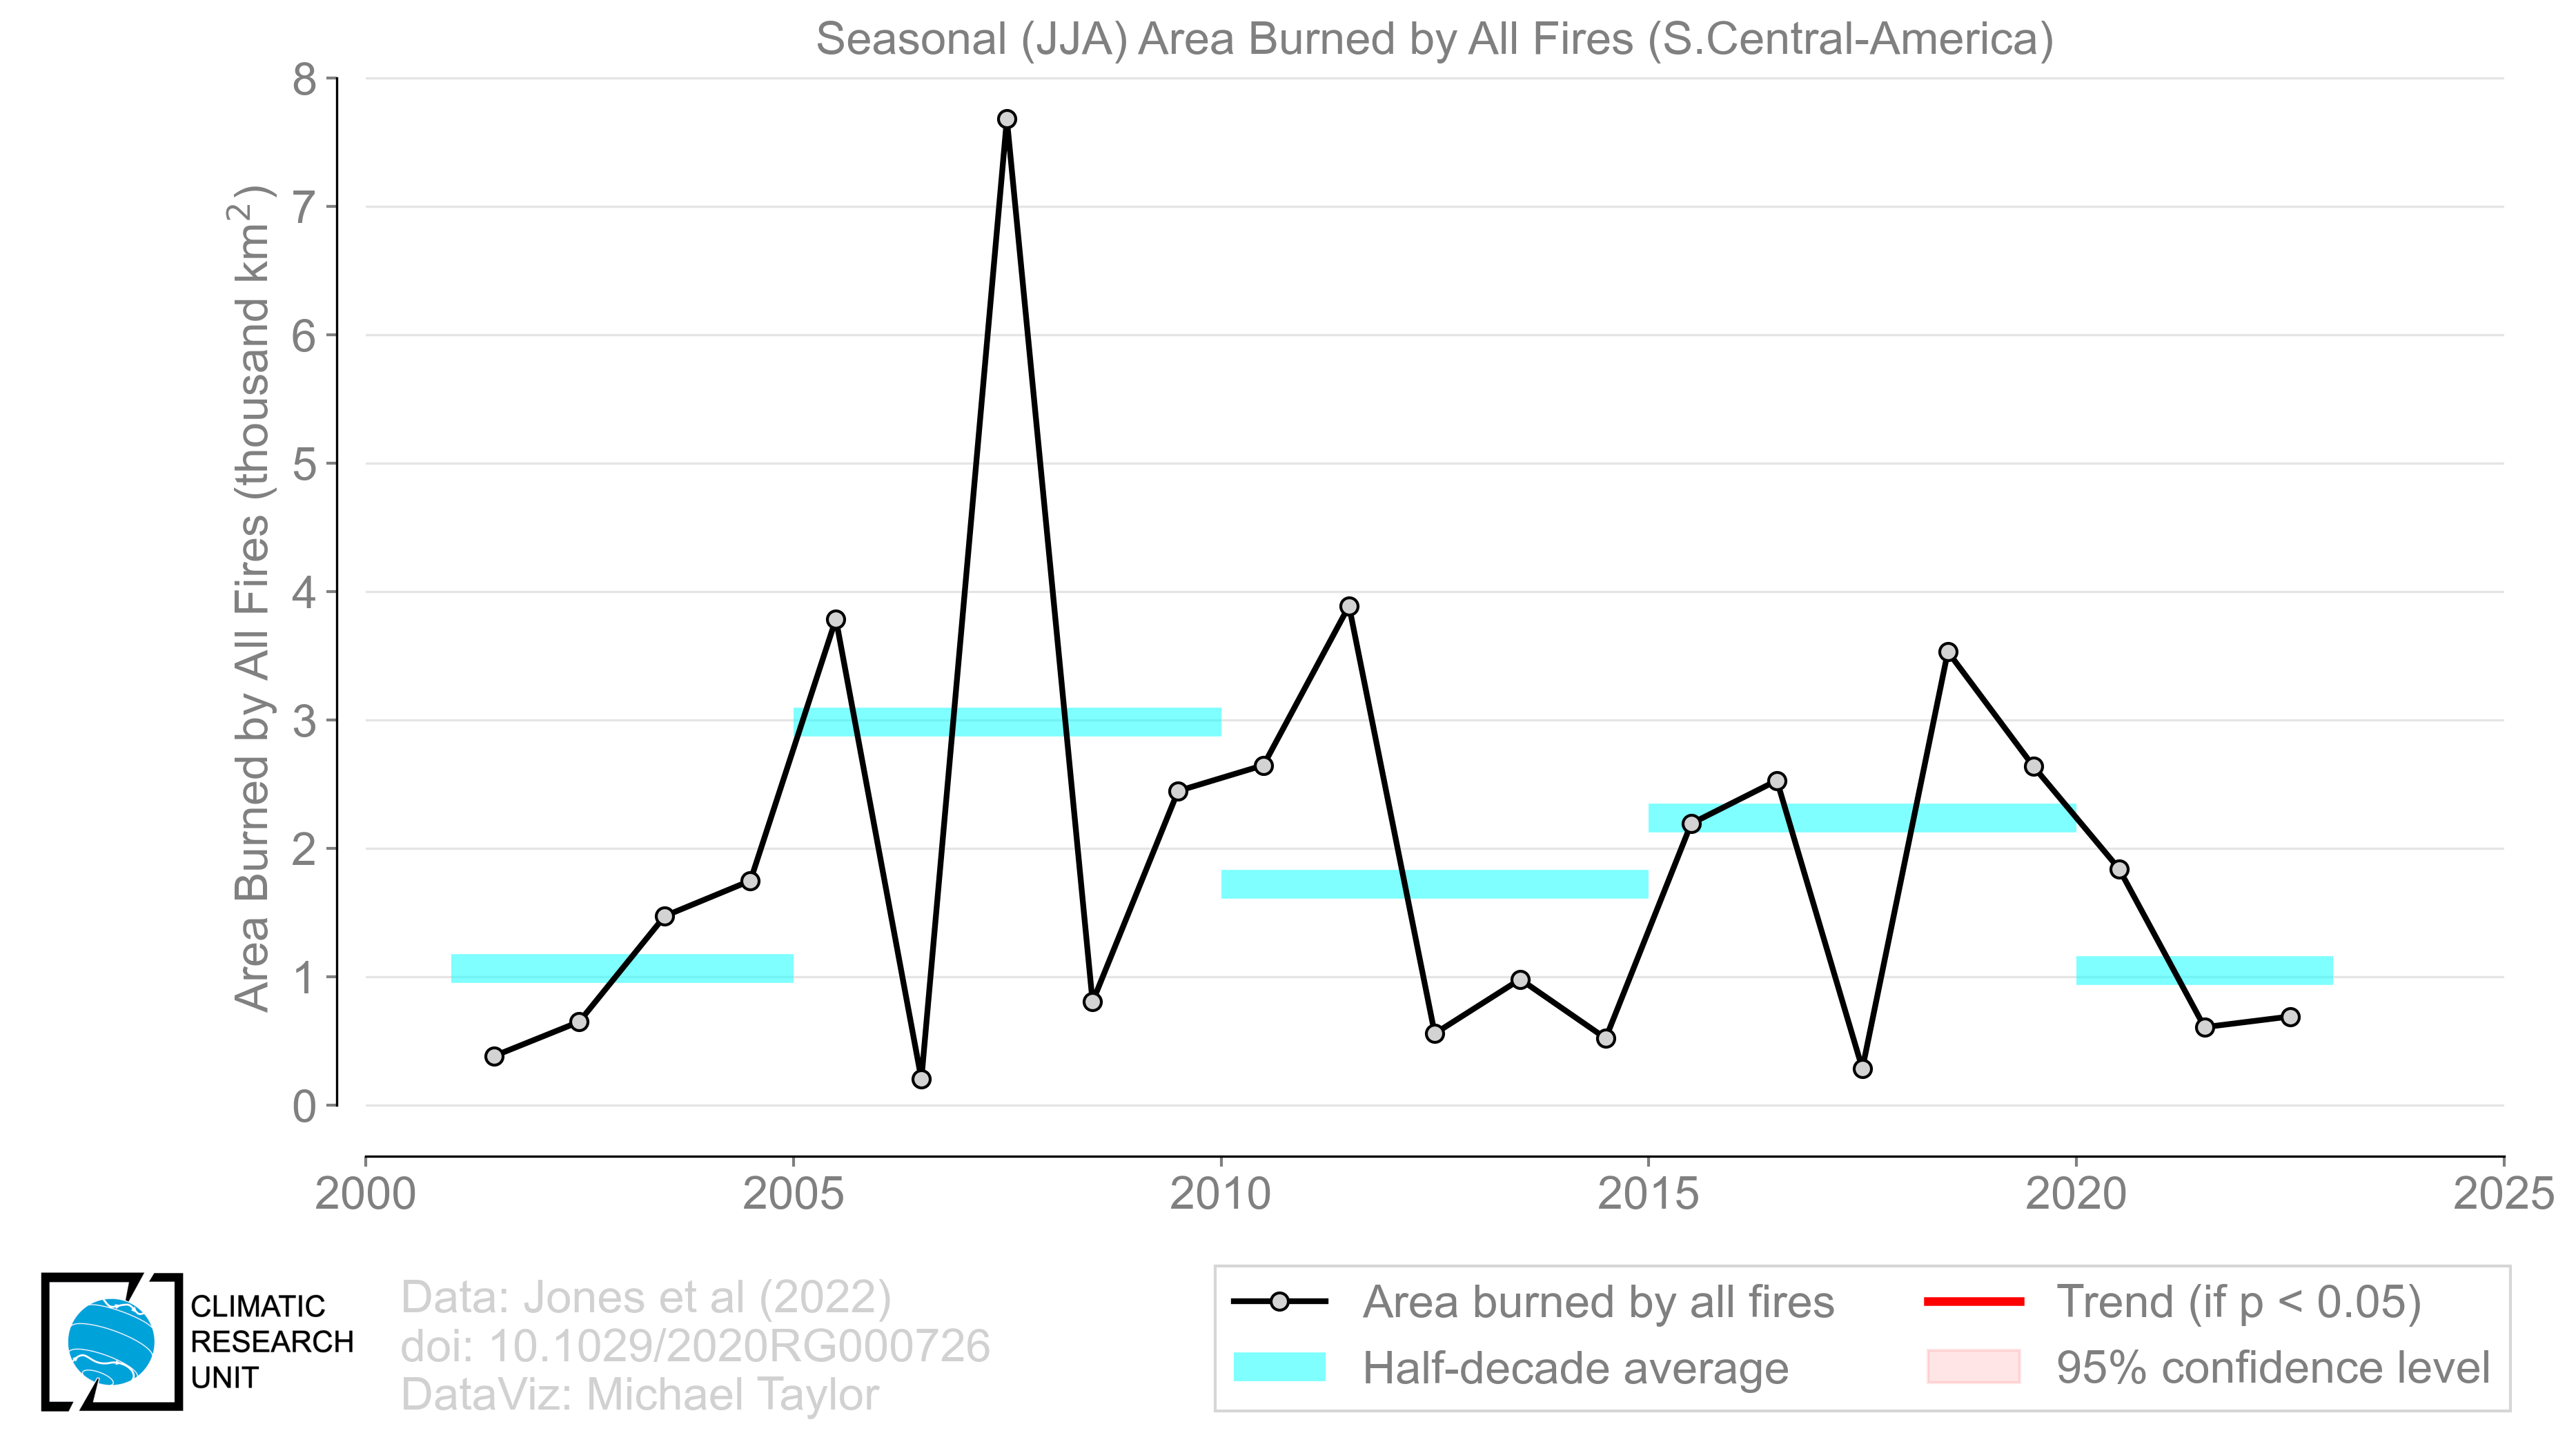 Seasonal (JJA) Area Burned by All Fires (S.Central-America)
Area Burned by All Fires (thousand km²)
8
7
6
5
4
3
2
1
0
2000 2005 2010 2015 2020 2025
CLIMATIC
RESEARCH
UNIT
Data: Jones et al (2022)
doi: 10.1029/2020RG000726
DataViz: Michael Taylor
Area burned by all fires
Half-decade average
Trend (if p < 0.05)
95% confidence level